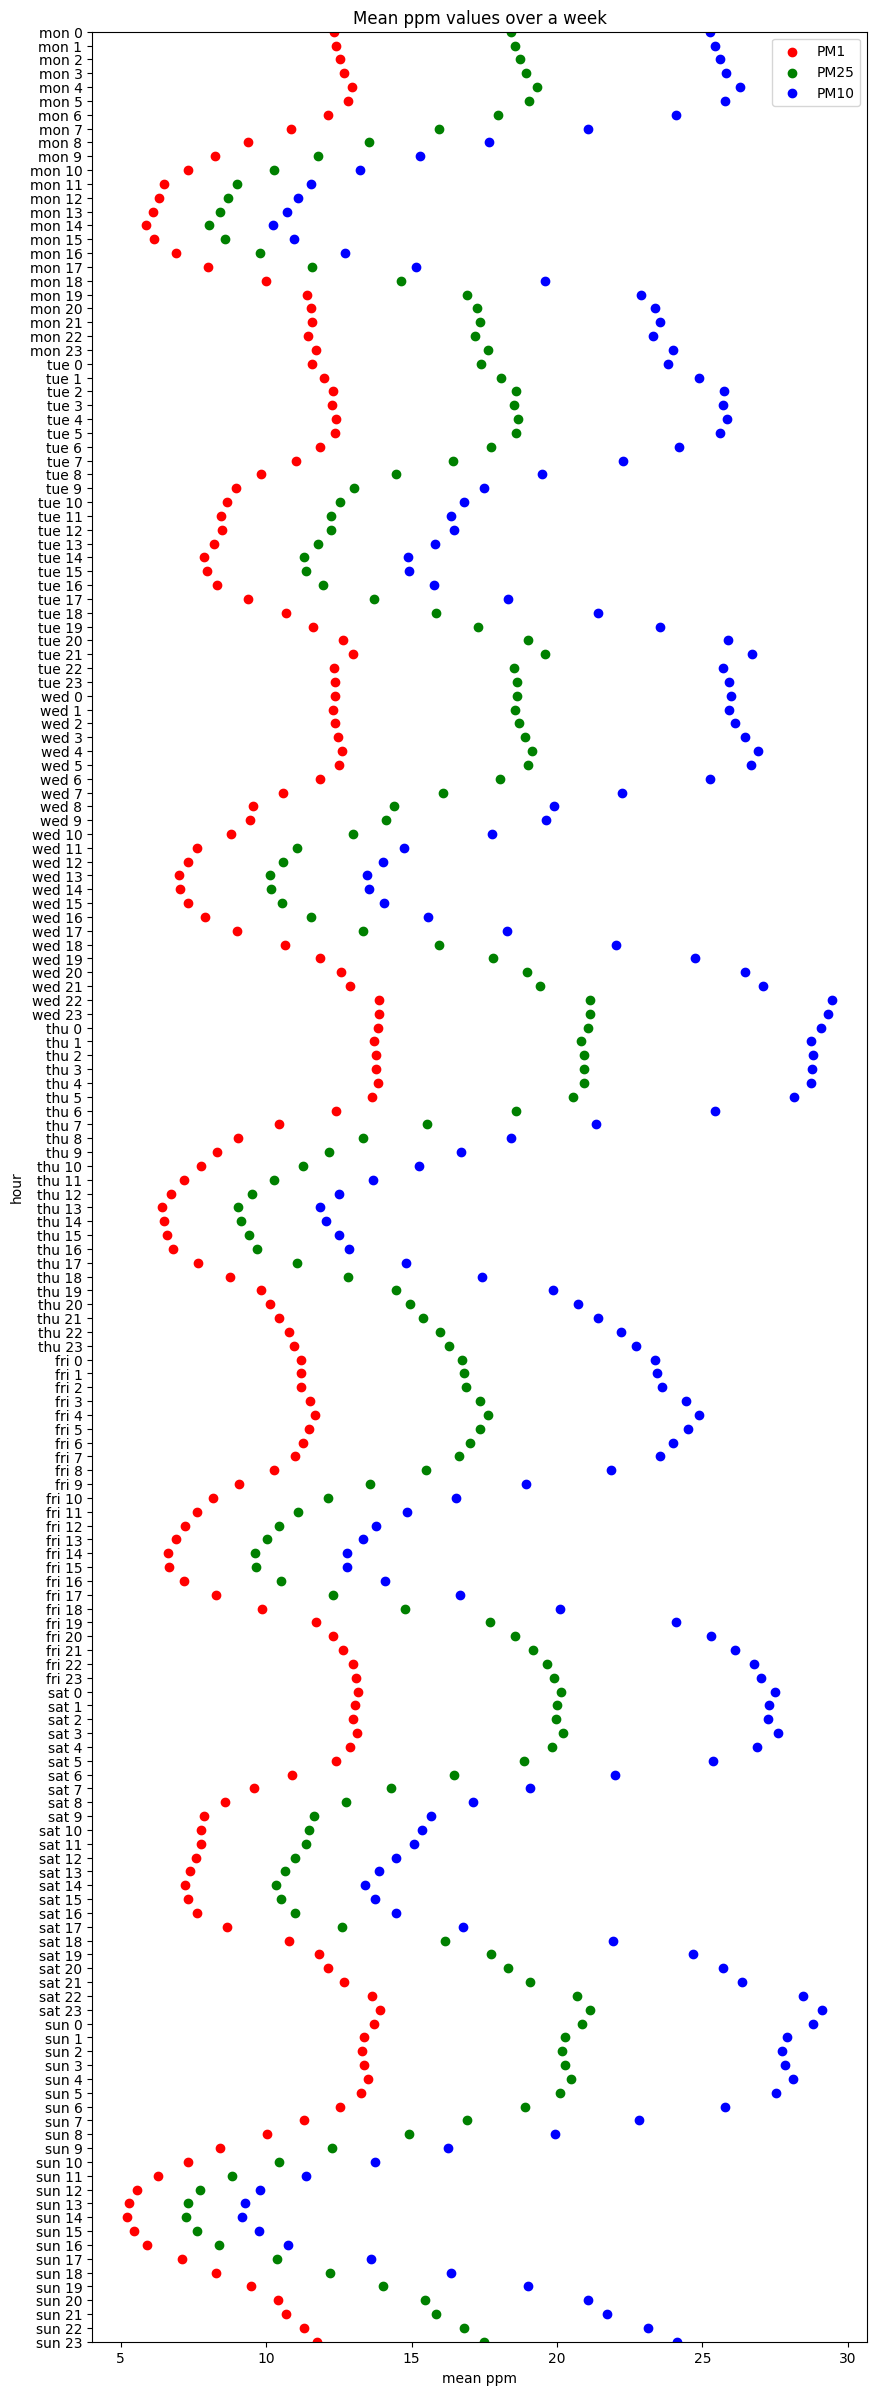 Mean ppm values over a week
PM1
PM25
PM10
mon 0
mon 1
mon 2
mon 3
mon 4
mon 5
mon 6
mon 7
mon 8
mon 9
mon 10
mon 11
mon 12
mon 13
mon 14
mon 15
mon 16
mon 17
mon 18
mon 19
mon 20
mon 21
mon 22
mon 23
tue 0
tue 1
tue 2
tue 3
tue 4
tue 5
tue 6
tue 7
tue 8
tue 9
tue 10
tue 11
tue 12
tue 13
tue 14
tue 15
tue 16
tue 17
tue 18
tue 19
tue 20
tue 21
tue 22
tue 23
wed 0
wed 1
wed 2
wed 3
wed 4
wed 5
wed 6
wed 7
wed 8
wed 9
wed 10
wed 11
wed 12
wed 13
wed 14
wed 15
wed 16
wed 17
wed 18
wed 19
wed 20
wed 21
wed 22
wed 23
thu 0
thu 1
thu 2
thu 3
thu 4
thu 5
thu 6
thu 7
thu 8
thu 9
thu 10
thu 11
thu 12
thu 13
thu 14
thu 15
thu 16
thu 17
thu 18
thu 19
thu 20
thu 21
thu 22
thu 23
fri 0
fri 1
fri 2
fri 3
fri 4
fri 5
fri 6
fri 7
fri 8
fri 9
fri 10
fri 11
fri 12
fri 13
fri 14
fri 15
fri 16
fri 17
fri 18
fri 19
fri 20
fri 21
fri 22
fri 23
sat 0
sat 1
sat 2
sat 3
sat 4
sat 5
sat 6
sat 7
sat 8
sat 9
sat 10
sat 11
sat 12
sat 13
sat 14
sat 15
sat 16
sat 17
sat 18
sat 19
sat 20
sat 21
sat 22
sat 23
sun 0
sun 1
sun 2
sun 3
sun 4
sun 5
sun 6
sun 7
sun 8
sun 9
sun 10
sun 11
sun 12
sun 13
sun 14
sun 15
sun 16
sun 17
sun 18
sun 19
sun 20
sun 21
sun 22
sun 23
hour
5 10 15 20 25 30
mean ppm